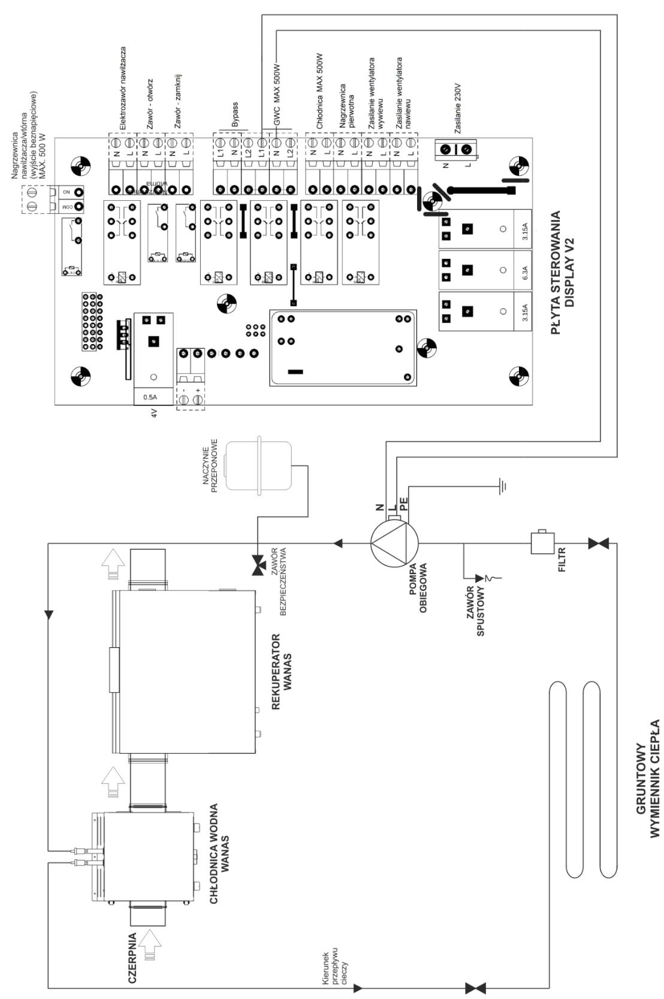 Nagrzewnica
nawilżacza/wtórna
(wyjście beznapięciowe)
MAX. 500 W
Elektrozawór nawilżacza
Zawór - otwórz
Zawór - zamknij
Bypass
GWC MAX 500W
Chłodnica MAX 500W
Nagrzewnica
pierwotna
Zasilanie wentylatora
wywiewu
Zasilanie wentylatora
nawiewu
Zasilanie 230V
NO
COM
N
L
N
L
N
L
L1
N
L2
L1
N
L2
N
L
N
L
N
L
N
L
N
L
wtórna
3.15A
6.3A
3.15A
0.5A
4V
-
+
PŁYTA STEROWANIA
DISPLAY V2
NACZYNIE
PRZEPONOWE
N
L
PE
ZAWÓR
BEZPIECZEŃSTWA
POMPA
OBIEGOWA
ZAWÓR
SPUSTOWY
FILTR
REKUPERATOR
WANAS
CHŁODNICA WODNA
WANAS
CZERPNIA
Kierunek
przepływu
cieczy
GRUNTOWY
WYMIENNIK CIEPŁA